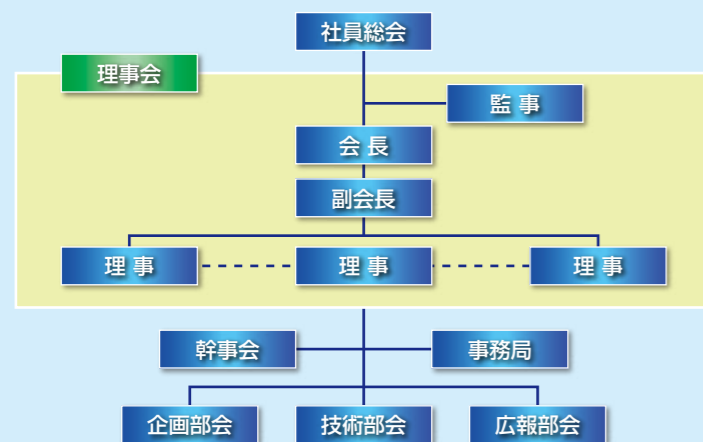 社員総会
理事会
監 事
会 長
副会長
理 事
理 事
理 事
幹事会
事務局
企画部会
技術部会
広報部会